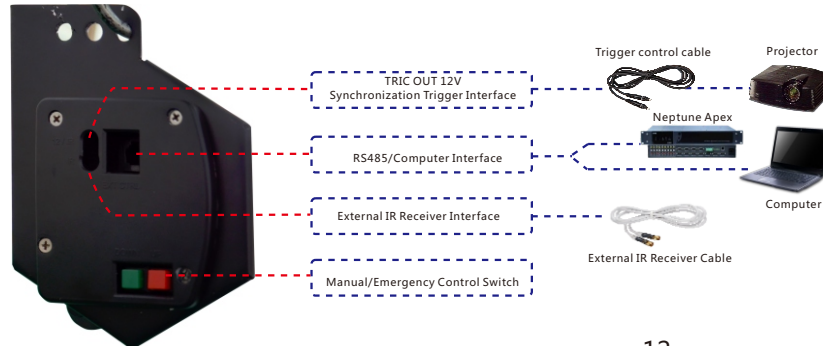 Trigger control cable
Projector
TRIC OUT 12V
Synchronization Trigger Interface
Neptune Apex
RS485/Computer Interface
Computer
External IR Receiver Interface
External IR Receiver Cable
Manual/Emergency Control Switch